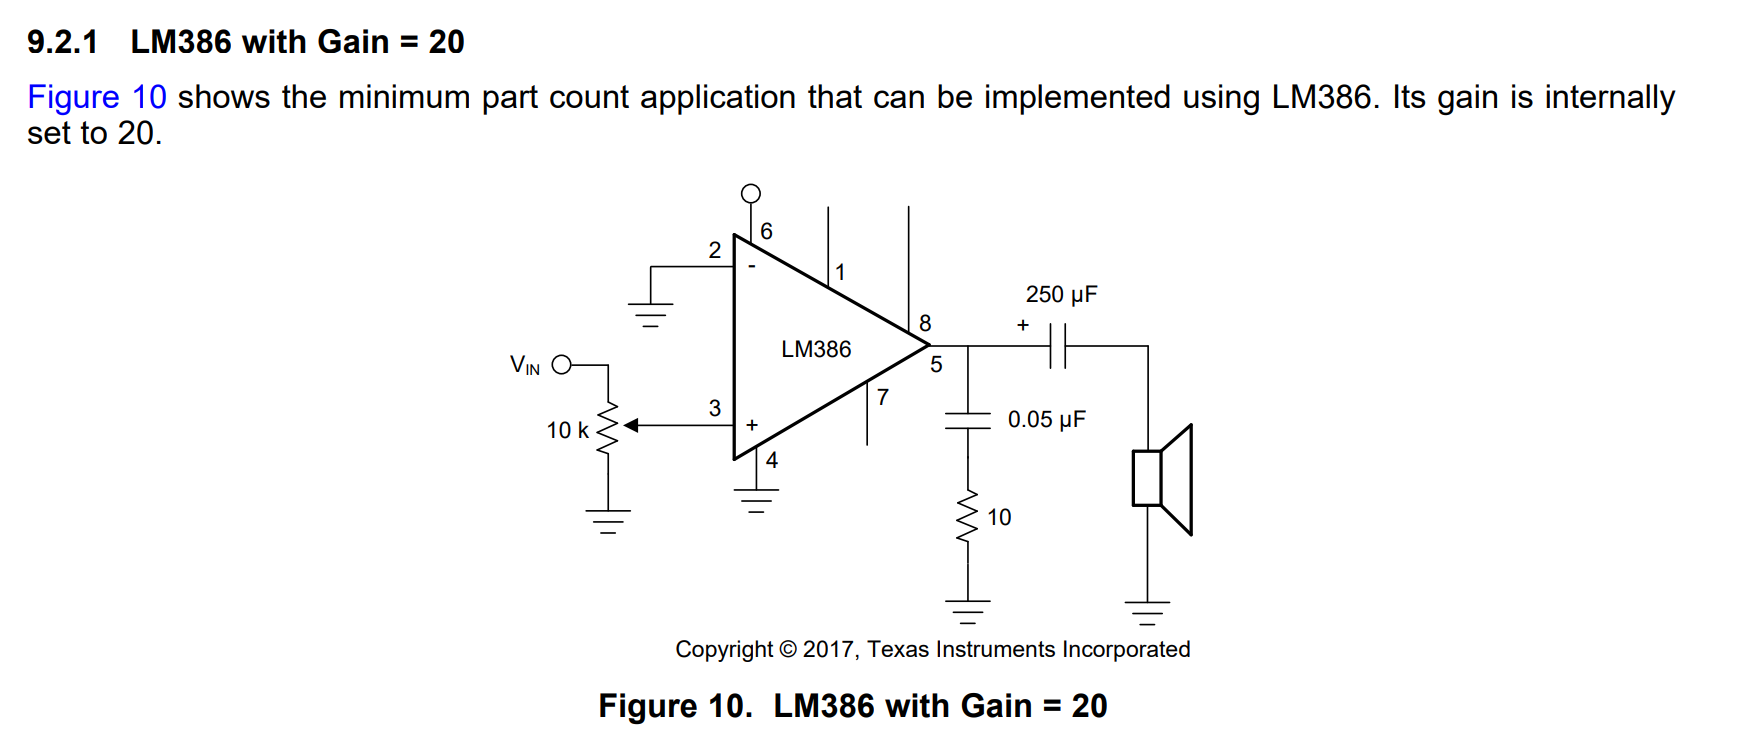 9.2.1 LM386 with Gain = 20
Figure 10 shows the minimum part count application that can be implemented using LM386. Its gain is internally
set to 20.
6
2
-
1
250 µF
8
+
LM386
5
VIN
7
3
0.05 µF
10 k
+
4
10
Copyright © 2017, Texas Instruments Incorporated
Figure 10. LM386 with Gain = 20